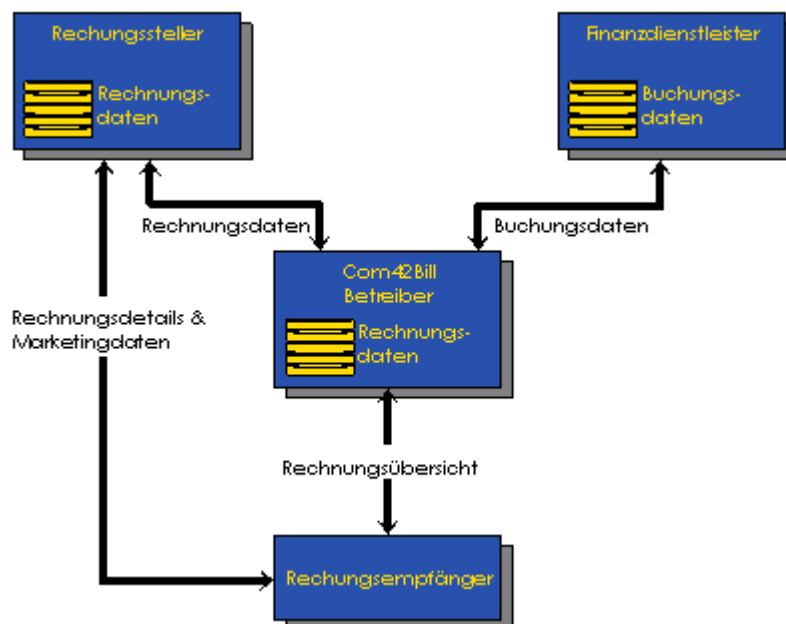 Rechungssteller
Rechnungs-
daten
Finanzdienstleister
Buchungs-
daten
Rechnungsdaten
Buchungsdaten
Com42Bill
Betreiber
Rechnungs-
daten
Rechnungsdetails &
Marketingdaten
Rechnungsübersicht
Rechungsempfänger